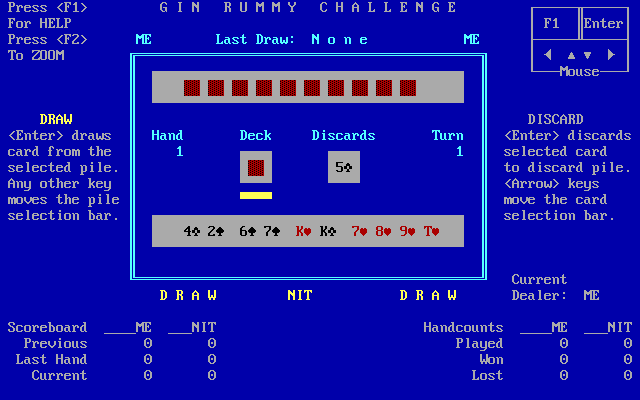 Press <F1>
For HELP
Press <F2>
To ZOOM
G I N  R U M M Y  C H A L L E N G E
ME Last Draw: N o n e ME
F1 Enter
◄ ▲ ▼ ►
Mouse
DRAW
<Enter> draws
card from the
selected pile.
Any other key
moves the pile
selection bar.
Hand Deck Discards Turn
1 1
5♣
4♣ 2♠ 6♠ 7♠ K♥ K♣ 7♥ 8♥ 9♥ T♥
DISCARD
<Enter> discards
selected card
to discard pile.
<Arrow> keys
move the card
selection bar.
Current
Dealer: ME
D R A W NIT D R A W
Scoreboard ____ME ___NIT
Previous 0 0
Last Hand 0 0
Current 0 0
Handcounts ____ME ___NIT
Played 0 0
Won 0 0
Lost 0 0